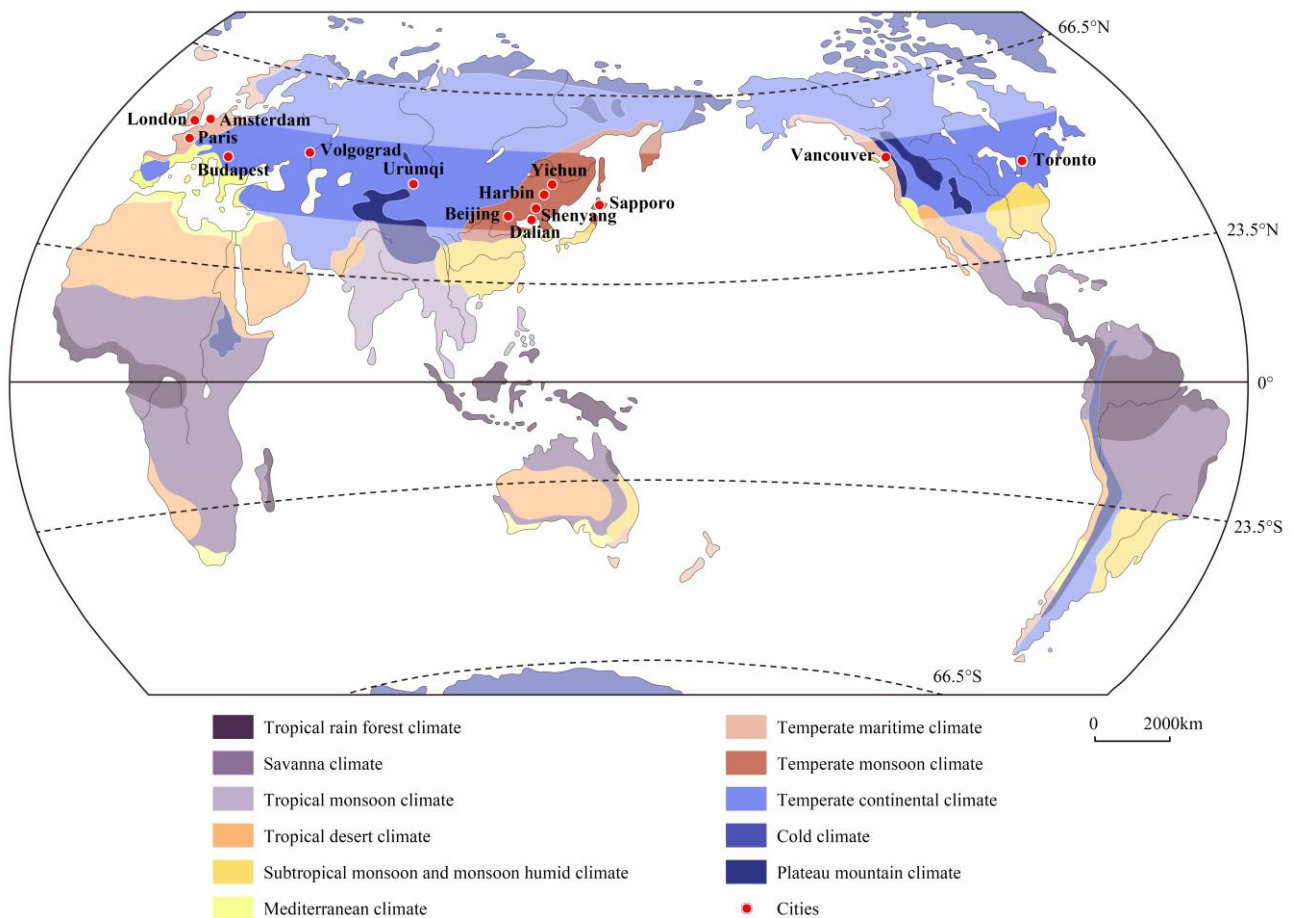 66.5°N
London
Amsterdam
Paris
Volgograd
Budapest
Urumqi
Yichun
Harbin
Beijing
Shenyang
Dalian
Sapporo
Vancouver
Toronto
23.5°N
0°
23.5°S
66.5°S
Tropical rain forest climate
Savanna climate
Tropical monsoon climate
Tropical desert climate
Subtropical monsoon and monsoon humid climate
Mediterranean climate
Temperate maritime climate
Temperate monsoon climate
Temperate continental climate
Cold climate
Plateau mountain climate
Cities
0 2000km